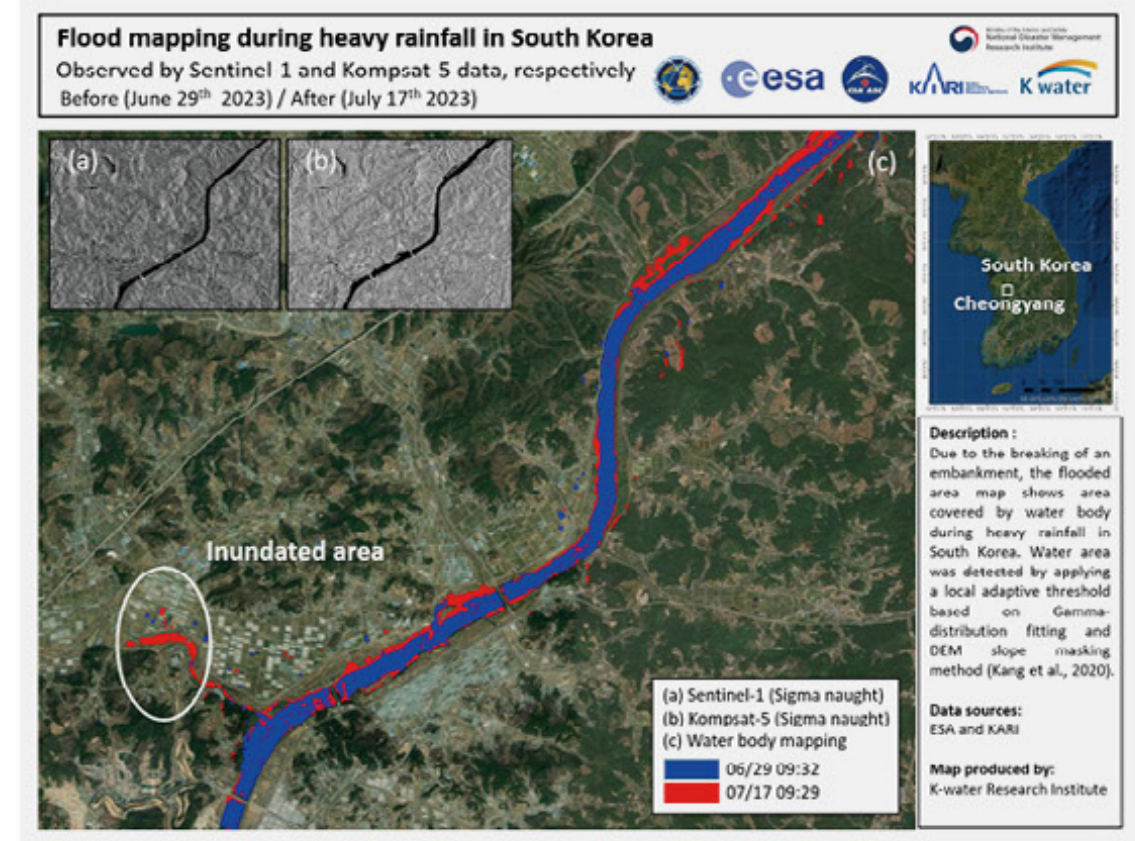 Flood mapping during heavy rainfall in South Korea
Observed by Sentinel 1 and Kompsat 5 data, respectively
Before (June 29th 2023) / After (July 17th 2023)
National Disaster Management
Research Institute
esa
KARI
K water
(a)
(b)
(c)
South Korea
Cheongyang
Inundated area
(a) Sentinel-1 (Sigma naught)
(b) Kompsat-5 (Sigma naught)
(c) Water body mapping
06/29 09:32
07/17 09:29
Description :
Due to the breaking of an
embankment, the flooded
area map shows area
covered by water body
during heavy rainfall in
South Korea. Water area
was detected by applying
a local adaptive threshold
based on Gamma-
distribution fitting and
DEM slope masking
method (Kang et al., 2020).
Data sources:
ESA and KARI
Map produced by:
K-water Research Institute